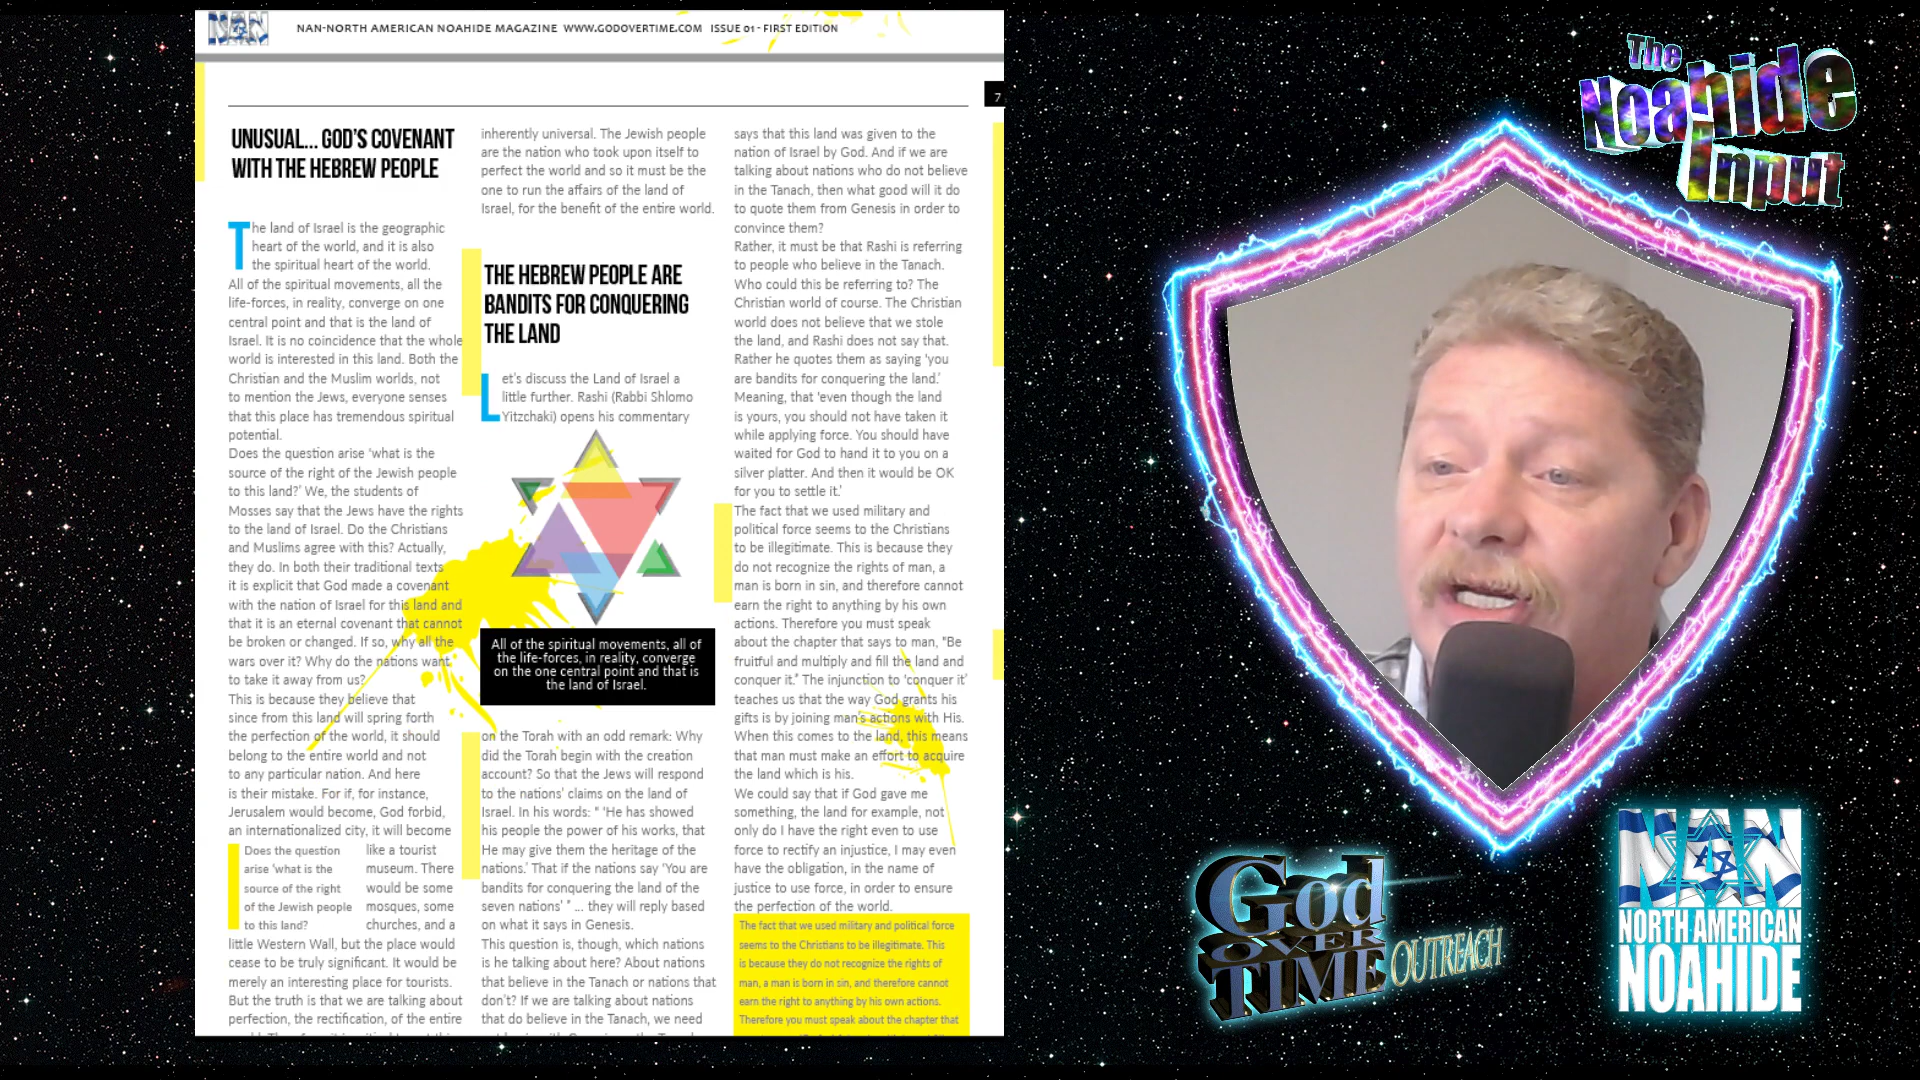 NAN
NAN-NORTH AMERICAN NOAHIDE MAGAZINE WWW.GODOVERTIME.COM ISSUE 01 - FIRST EDITION
7
UNUSUAL... GOD'S COVENANT
WITH THE HEBREW PEOPLE
The land of Israel is the geographic
heart of the world, and it is also
the spiritual heart of the world.
All of the spiritual movements, all the
life-forces, in reality, converge on one
central point and that is the land of
Israel. It is no coincidence that the whole
world is interested in this land. Both the
Christian and the Muslim worlds, not
to mention the Jews, everyone senses
that this place has tremendous spiritual
potential.
Does the question arise 'what is the
source of the right of the Jewish people
to this land?' We, the students of
Mosses say that the Jews have the rights
to the land of Israel. Do the Christians
and Muslims agree with this? Actually,
they do. In both their traditional texts
it is explicit that God made a covenant
with the nation of Israel for this land and
that it is an eternal covenant that cannot
be broken or changed. If so, why all the
wars over it? Why do the nations want
to take it away from us?
This is because they believe that
since from this land will spring forth
the perfection of the world, it should
belong to the entire world and not
to any particular nation. And here
is their mistake. For if, for instance,
Jerusalem would become, God forbid,
an internationalized city, it will become
like a tourist
museum. There
would be some
mosques, some
churches, and a
Does the question
arise 'what is the
source of the right
of the Jewish people
to this land?
little Western Wall, but the place would
cease to be truly significant. It would be
merely an interesting place for tourists.
But the truth is that we are talking about
perfection, the rectification, of the entire
inherently universal. The Jewish people
are the nation who took upon itself to
perfect the world and so it must be the
one to run the affairs of the land of
Israel, for the benefit of the entire world.
THE HEBREW PEOPLE ARE
BANDITS FOR CONQUERING
THE LAND
Let's discuss the Land of Israel a
little further. Rashi (Rabbi Shlomo
Yitzchaki) opens his commentary
All of the spiritual movements, all of
the life-forces, in reality, converge
on the one central point and that is
the land of Israel.
on the Torah with an odd remark: Why
did the Torah begin with the creation
account? So that the Jews will respond
to the nations' claims on the land of
Israel. In his words: " 'He has showed
his people the power of his works, that
He may give them the heritage of the
nations.' That if the nations say 'You are
bandits for conquering the land of the
seven nations' " ... they will reply based
on what it says in Genesis.
This question is, though, which nations
is he talking about here? About nations
that believe in the Tanach or nations that
don't? If we are talking about nations
that do believe in the Tanach, we need
says that this land was given to the
nation of Israel by God. And if we are
talking about nations who do not believe
in the Tanach, then what good will it do
to quote them from Genesis in order to
convince them?
Rather, it must be that Rashi is referring
to people who believe in the Tanach.
Who could this be referring to? The
Christian world of course. The Christian
world does not believe that we stole
the land, and Rashi does not say that.
Rather he quotes them as saying 'you
are bandits for conquering the land.'
Meaning, that 'even though the land
is yours, you should not have taken it
while applying force. You should have
waited for God to hand it to you on a
silver platter. And then it would be OK
for you to settle it.'
The fact that we used military and
political force seems to the Christians
to be illegitimate. This is because they
do not recognize the rights of man, a
man is born in sin, and therefore cannot
earn the right to anything by his own
actions. Therefore you must speak
about the chapter that says to man, "Be
fruitful and multiply and fill the land and
conquer it." The injunction to 'conquer it'
teaches us that the way God grants his
gifts is by joining man's actions with His.
When this comes to the land, this means
that man must make an effort to acquire
the land which is his.
We could say that if God gave me
something, the land for example, not
only do I have the right even to use
force to rectify an injustice, I may even
have the obligation, in the name of
justice to use force, in order to ensure
the perfection of the world.
The fact that we used military and political force
seems to the Christians to be illegitimate. This
is because they do not recognize the rights of
man, a man is born in sin, and therefore cannot
earn the right to anything by his own actions.
Therefore you must speak about the chapter that
The
Noahide
Input
God
OVER
TIME OUTREACH
NAN
NORTH AMERICAN
NOAHIDE